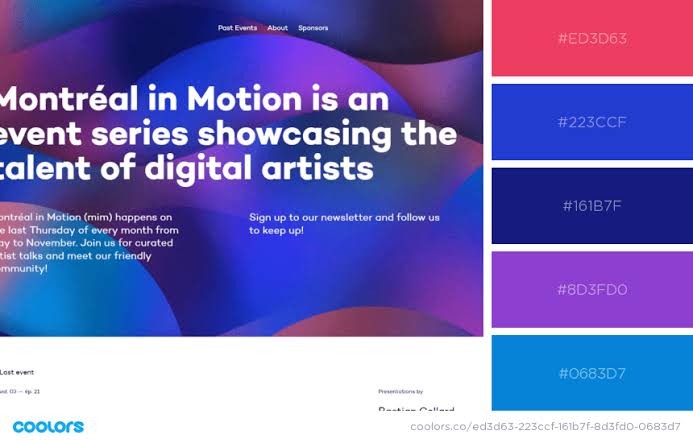 Past Events About Sponsors
Montréal in Motion is an
event series showcasing the
talent of digital artists
ontréal in Motion (mim) happens on
e last Thursday of every month from
ay to November. Join us for curated
tist talks and meet our friendly
mmunity!
Sign up to our newsletter and follow us
to keep up!
Last event
vol. 03 — ép. 21
Presentations by
Bastien Gallard
#ED3D63
#223CCF
#161B7F
#8D3FD0
#0683D7
coolors
coolors.co/ed3d63-223ccf-161b7f-8d3fd0-0683d7